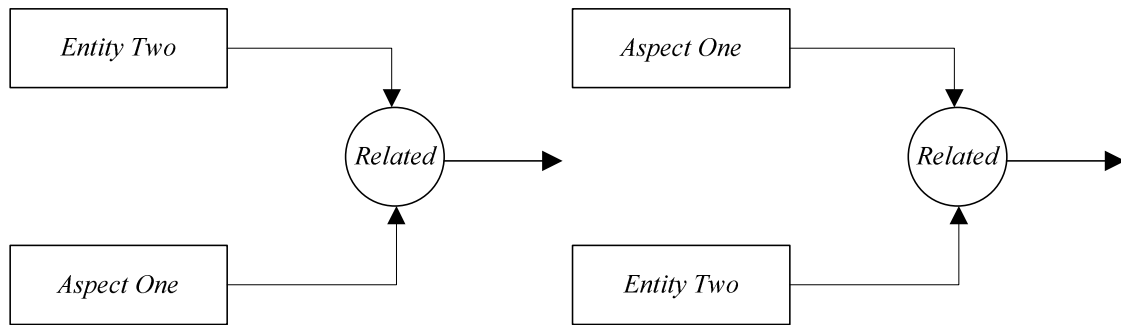 Entity Two
Related
Aspect One
Aspect One
Related
Entity Two